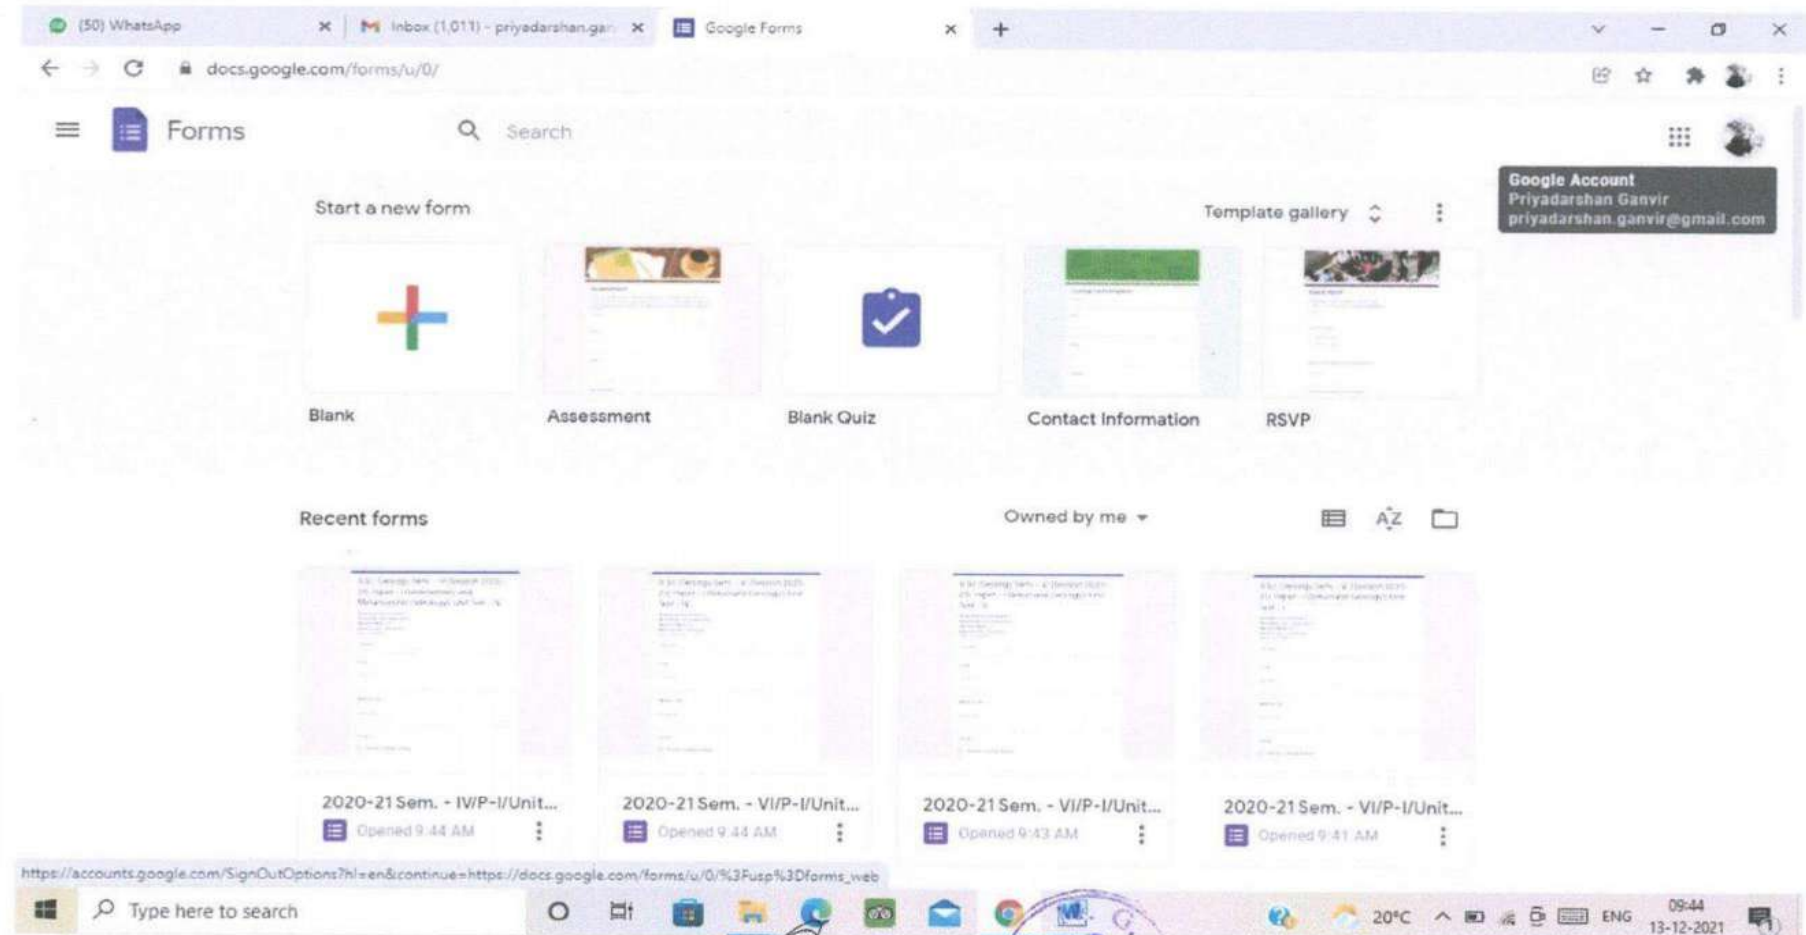 (50) WhatsApp
Inbox (1,011) - priyadarshan.gan
Google Forms
docs.google.com/forms/u/0/
Forms
Search
Google Account
Priyadarshan Ganvir
priyadarshan.ganvir@gmail.com
Start a new form
Template gallery
Blank
Assessment
Blank Quiz
Contact Information
RSVP
Recent forms
Owned by me
AZ
2020-21 Sem. - IV/P-I/Unit...
2020-21 Sem. - VI/P-I/Unit...
2020-21 Sem. - VI/P-I/Unit...
2020-21 Sem. - VI/P-I/Unit...
Opened 9:44 AM
Opened 9:44 AM
Opened 9:43 AM
Opened 9:41 AM
https://accounts.google.com/SignOutOptions?hl=en&continue=https://docs.google.com/forms/u/0/%3Fusp%3Dforms_web
Type here to search
20°C
ENG
09:44
13-12-2021